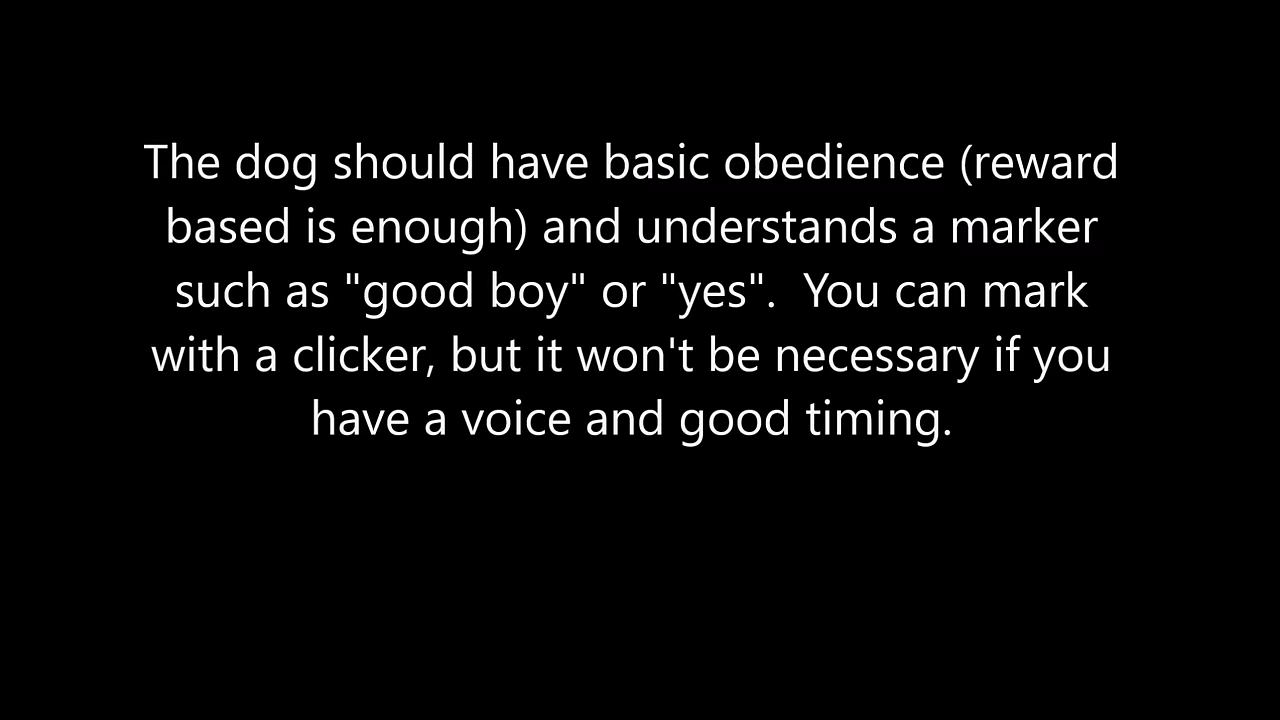 The dog should have basic obedience (reward
based is enough) and understands a marker
such as "good boy" or "yes".  You can mark
with a clicker, but it won't be necessary if you
have a voice and good timing.